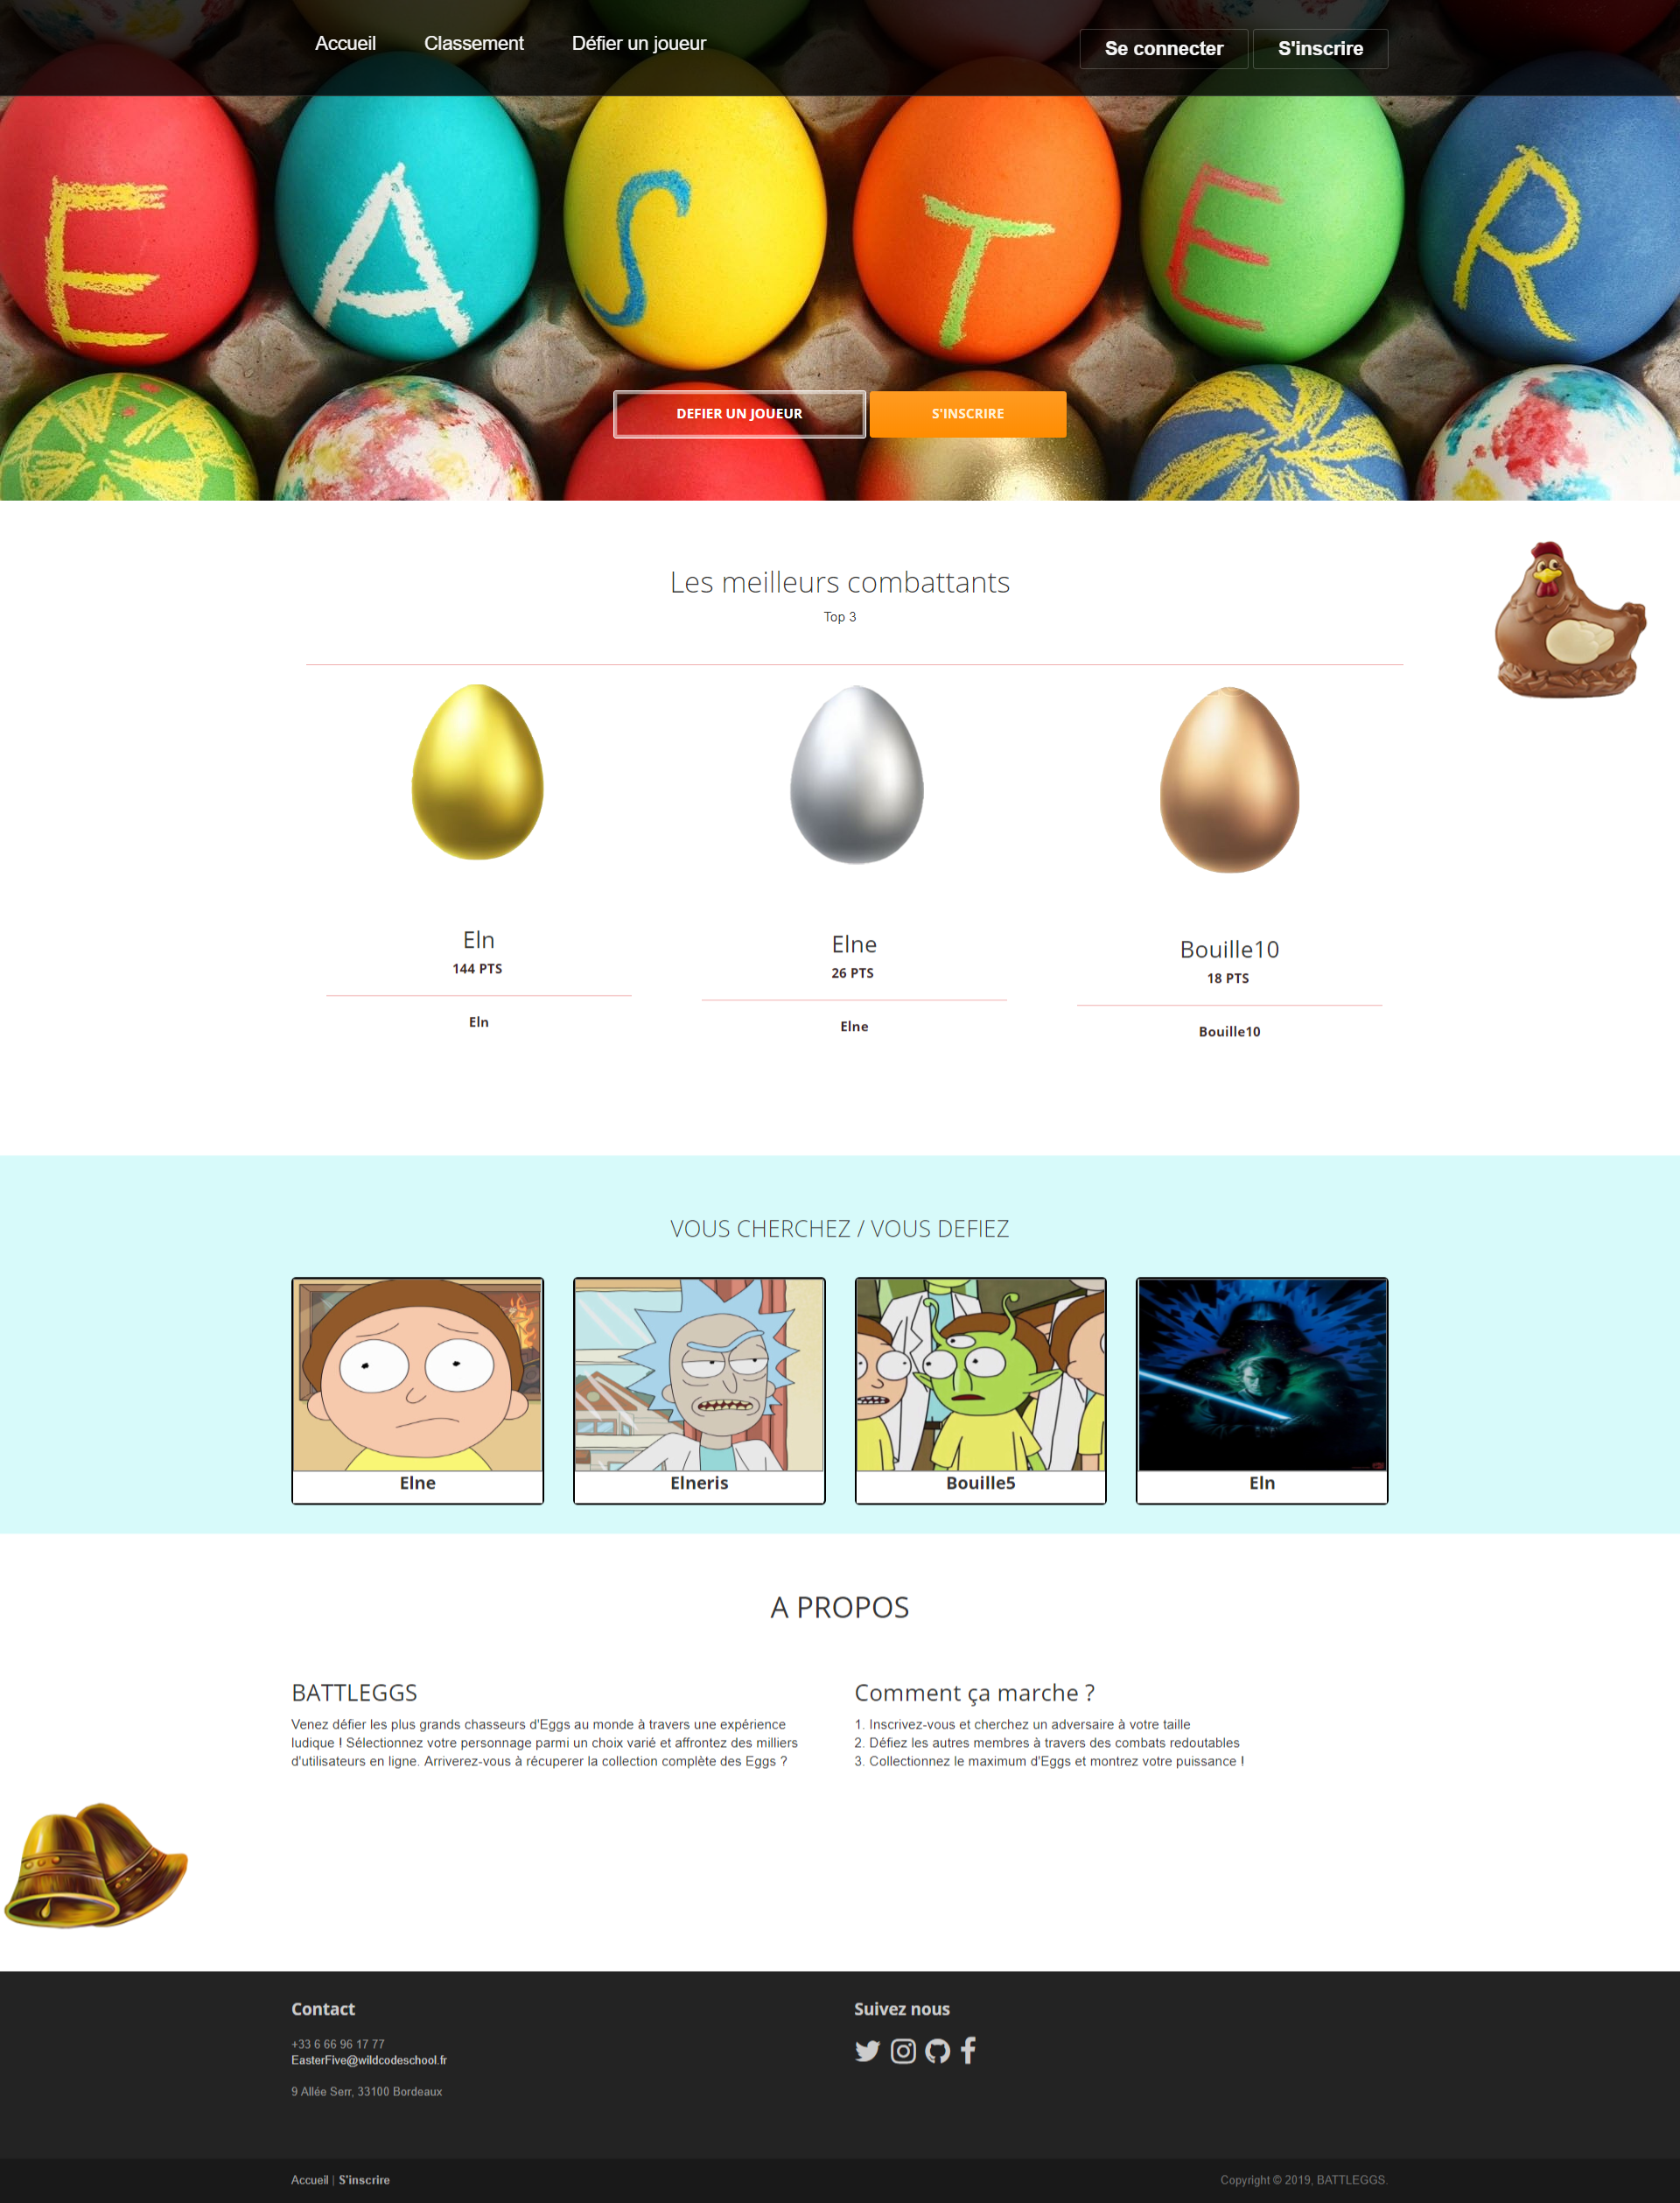 Accueil Classement Défier un joueur Se connecter S'inscrire
EASTER
DEFIER UN JOUEUR S'INSCRIRE
Les meilleurs combattants
Top 3
Eln
144 PTS
Eln
Elne
26 PTS
Elne
Bouille10
18 PTS
Bouille10
VOUS CHERCHEZ / VOUS DEFIEZ
Elne Elneris Bouille5 Eln
A PROPOS
BATTLEGGS
Venez défier les plus grands chasseurs d'Eggs au monde à travers une expérience
ludique ! Sélectionnez votre personnage parmi un choix varié et affrontez des milliers
d'utilisateurs en ligne. Arriverez-vous à récuperer la collection complète des Eggs ?
Comment ça marche ?
1. Inscrivez-vous et cherchez un adversaire à votre taille
2. Défiez les autres membres à travers des combats redoutables
3. Collectionnez le maximum d'Eggs et montrez votre puissance !
Contact
+33 6 66 96 17 77
EasterFive@wildcodeschool.fr
9 Allée Serr, 33100 Bordeaux
Suivez nous
Accueil | S'inscrire
Copyright © 2019, BATTLEGGS.